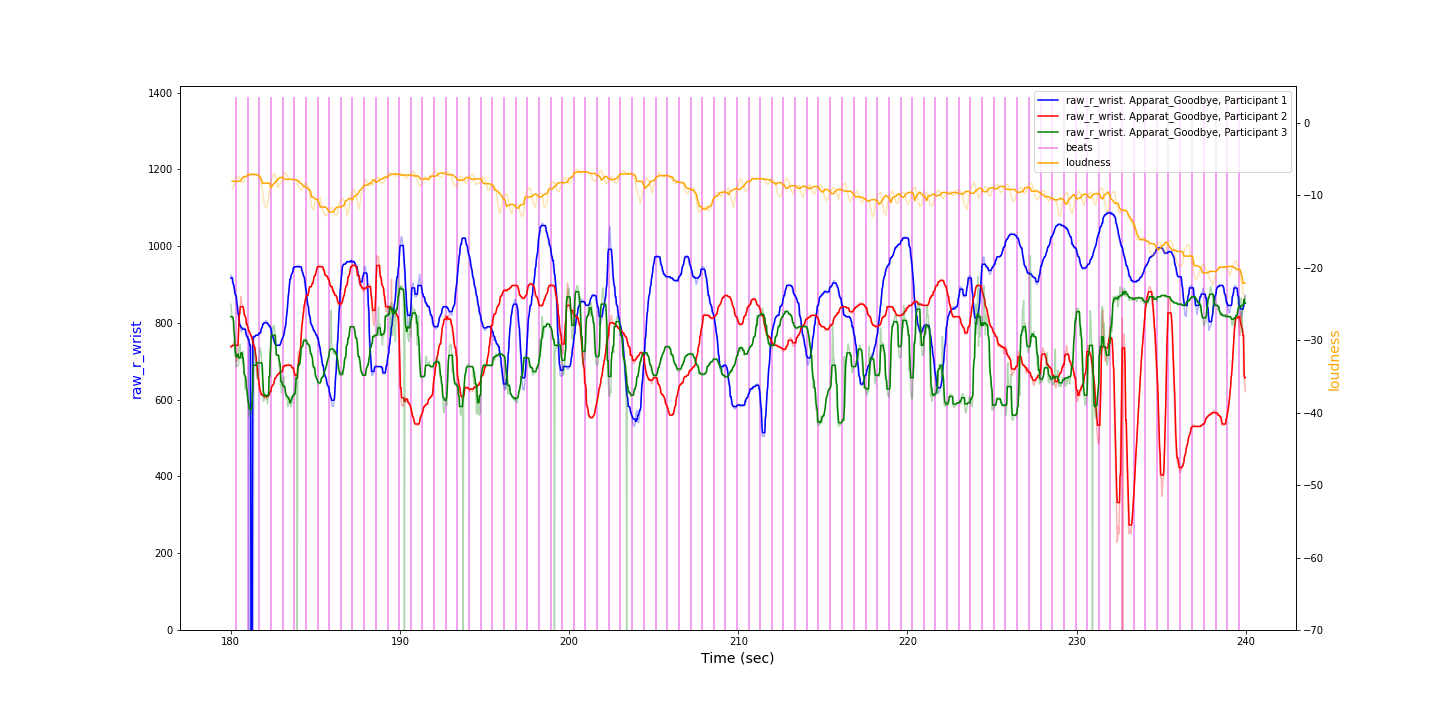 raw_r_wrist. Apparat_Goodbye, Participant 1
raw_r_wrist. Apparat_Goodbye, Participant 2
raw_r_wrist. Apparat_Goodbye, Participant 3
beats
loudness
1400
1200
1000
800
600
400
200
0
raw_r_wrist
0
−10
−20
−30
−40
−50
−60
−70
loudness
180
190
200
210
220
230
240
Time (sec)